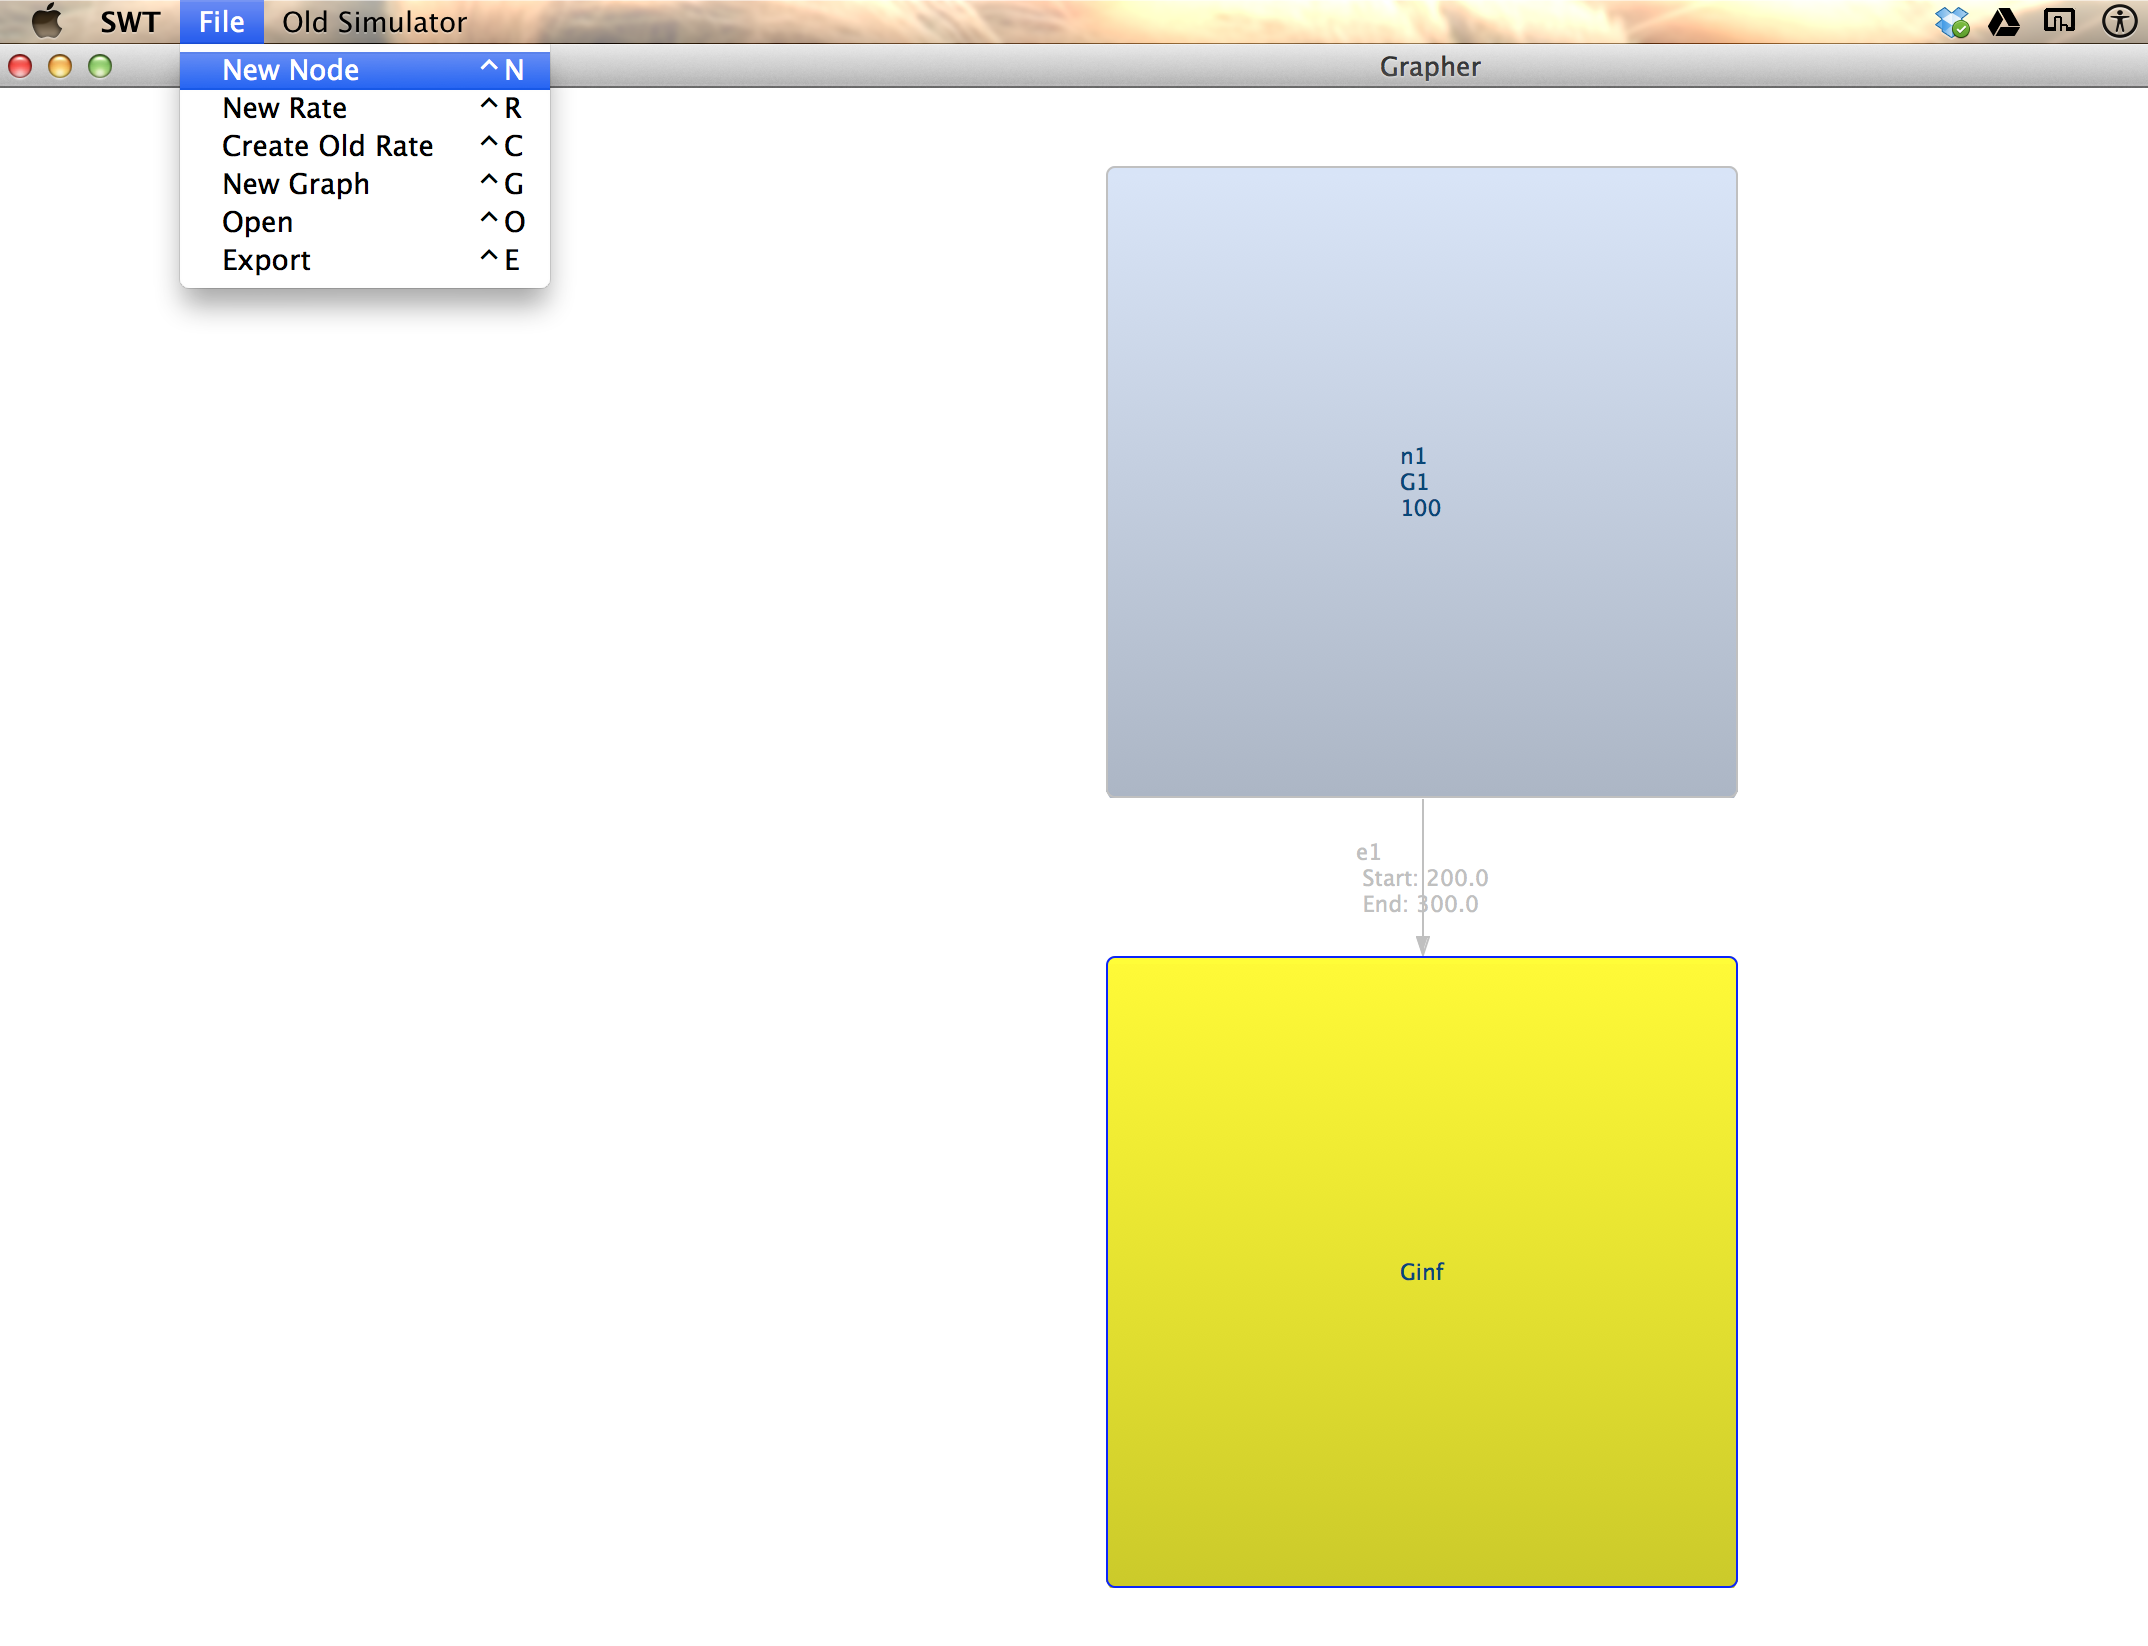 SWT File Old Simulator
Grapher
New Node ^N
New Rate ^R
Create Old Rate ^C
New Graph ^G
Open ^O
Export ^E
n1
G1
100
e1
Start: 200.0
End: 300.0
Ginf